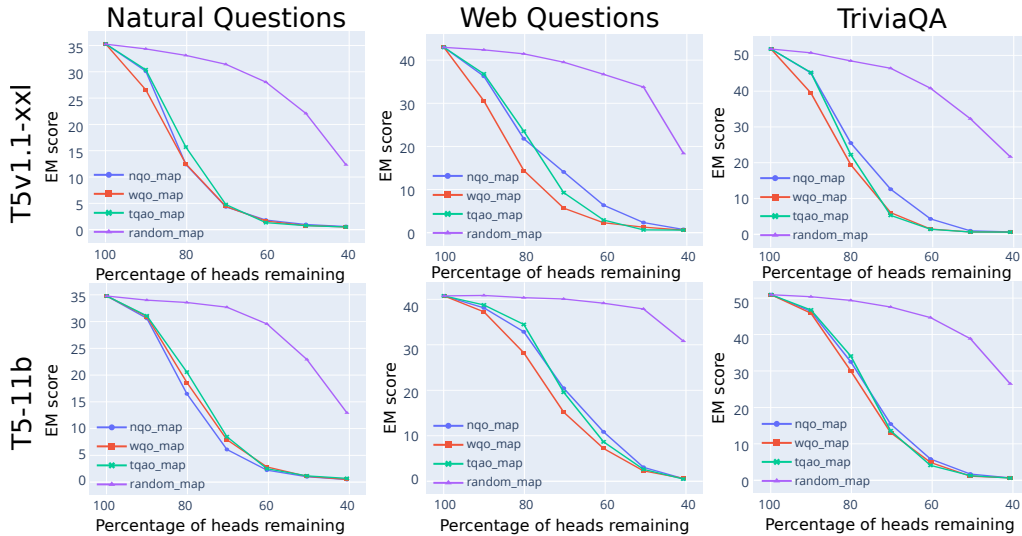 Natural Questions
Web Questions
TriviaQA
T5v1.1-xxl
EM score
35
30
25
20
15
10
5
0
nqo_map
wqo_map
tqao_map
random_map
100
80
60
40
Percentage of heads remaining
EM score
40
30
20
10
0
nqo_map
wqo_map
tqao_map
random_map
100
80
60
40
Percentage of heads remaining
EM score
50
40
30
20
10
0
nqo_map
wqo_map
tqao_map
random_map
100
80
60
40
Percentage of heads remaining
T5-11b
EM score
35
30
25
20
15
10
5
0
nqo_map
wqo_map
tqao_map
random_map
100
80
60
40
Percentage of heads remaining
EM score
40
30
20
10
0
nqo_map
wqo_map
tqao_map
random_map
100
80
60
40
Percentage of heads remaining
EM score
50
40
30
20
10
0
nqo_map
wqo_map
tqao_map
random_map
100
80
60
40
Percentage of heads remaining